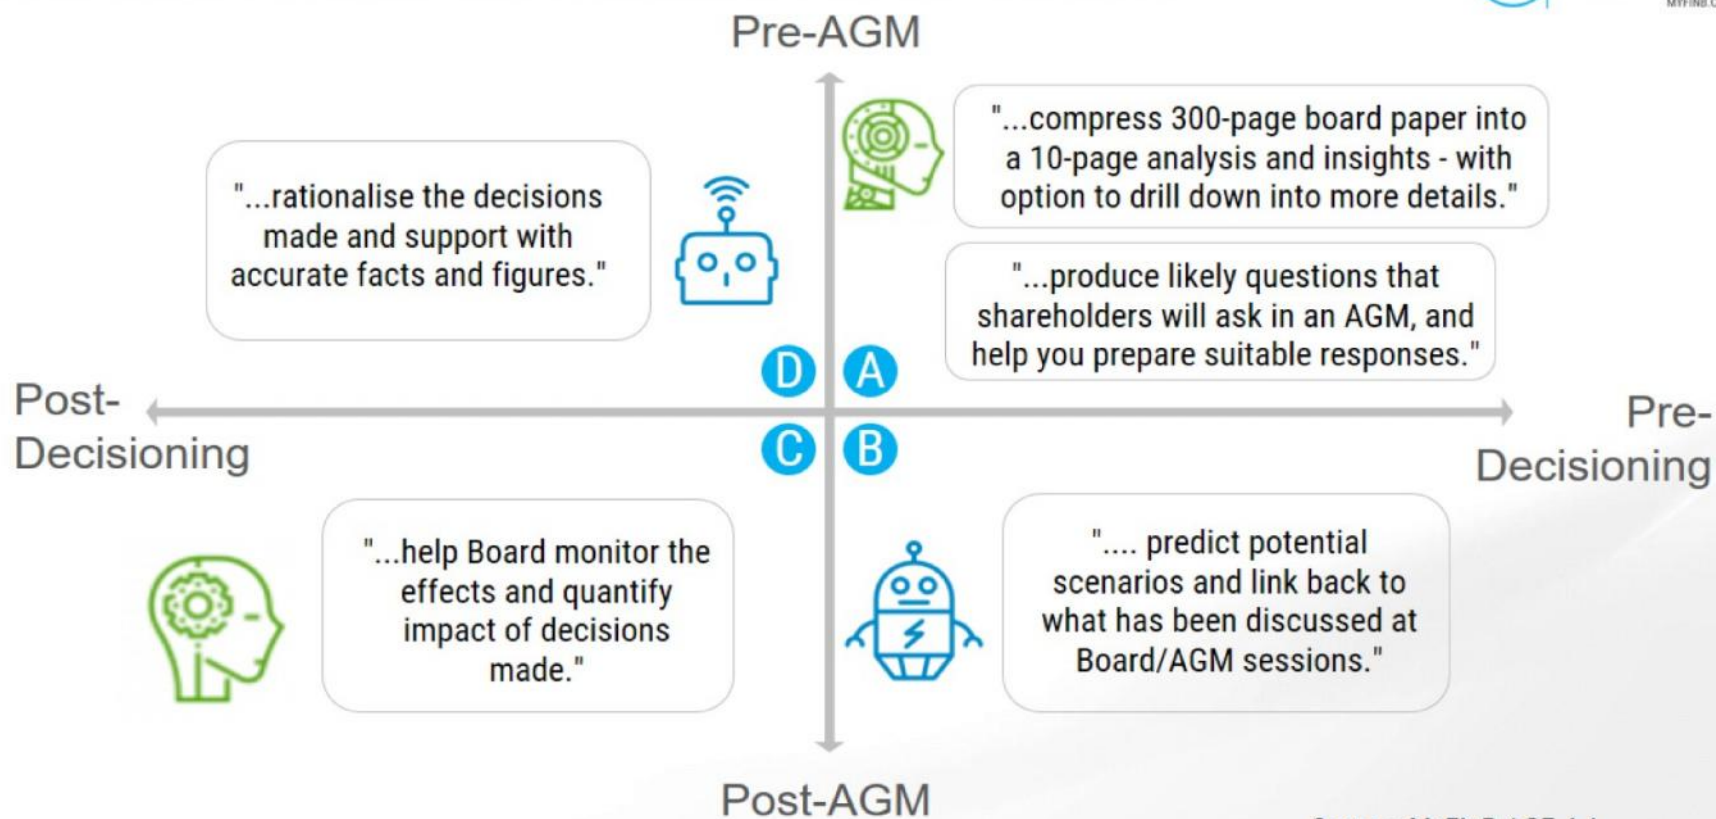 Pre-AGM
MYFINB.C
"...compress 300-page board paper into
a 10-page analysis and insights - with
option to drill down into more details."
"...rationalise the decisions
made and support with
accurate facts and figures."
"...produce likely questions that
shareholders will ask in an AGM, and
help you prepare suitable responses."
D A
Post-
Decisioning
Pre-
Decisioning
C B
"...help Board monitor the
effects and quantify
impact of decisions
made."
".... predict potential
scenarios and link back to
what has been discussed at
Board/AGM sessions."
Post-AGM